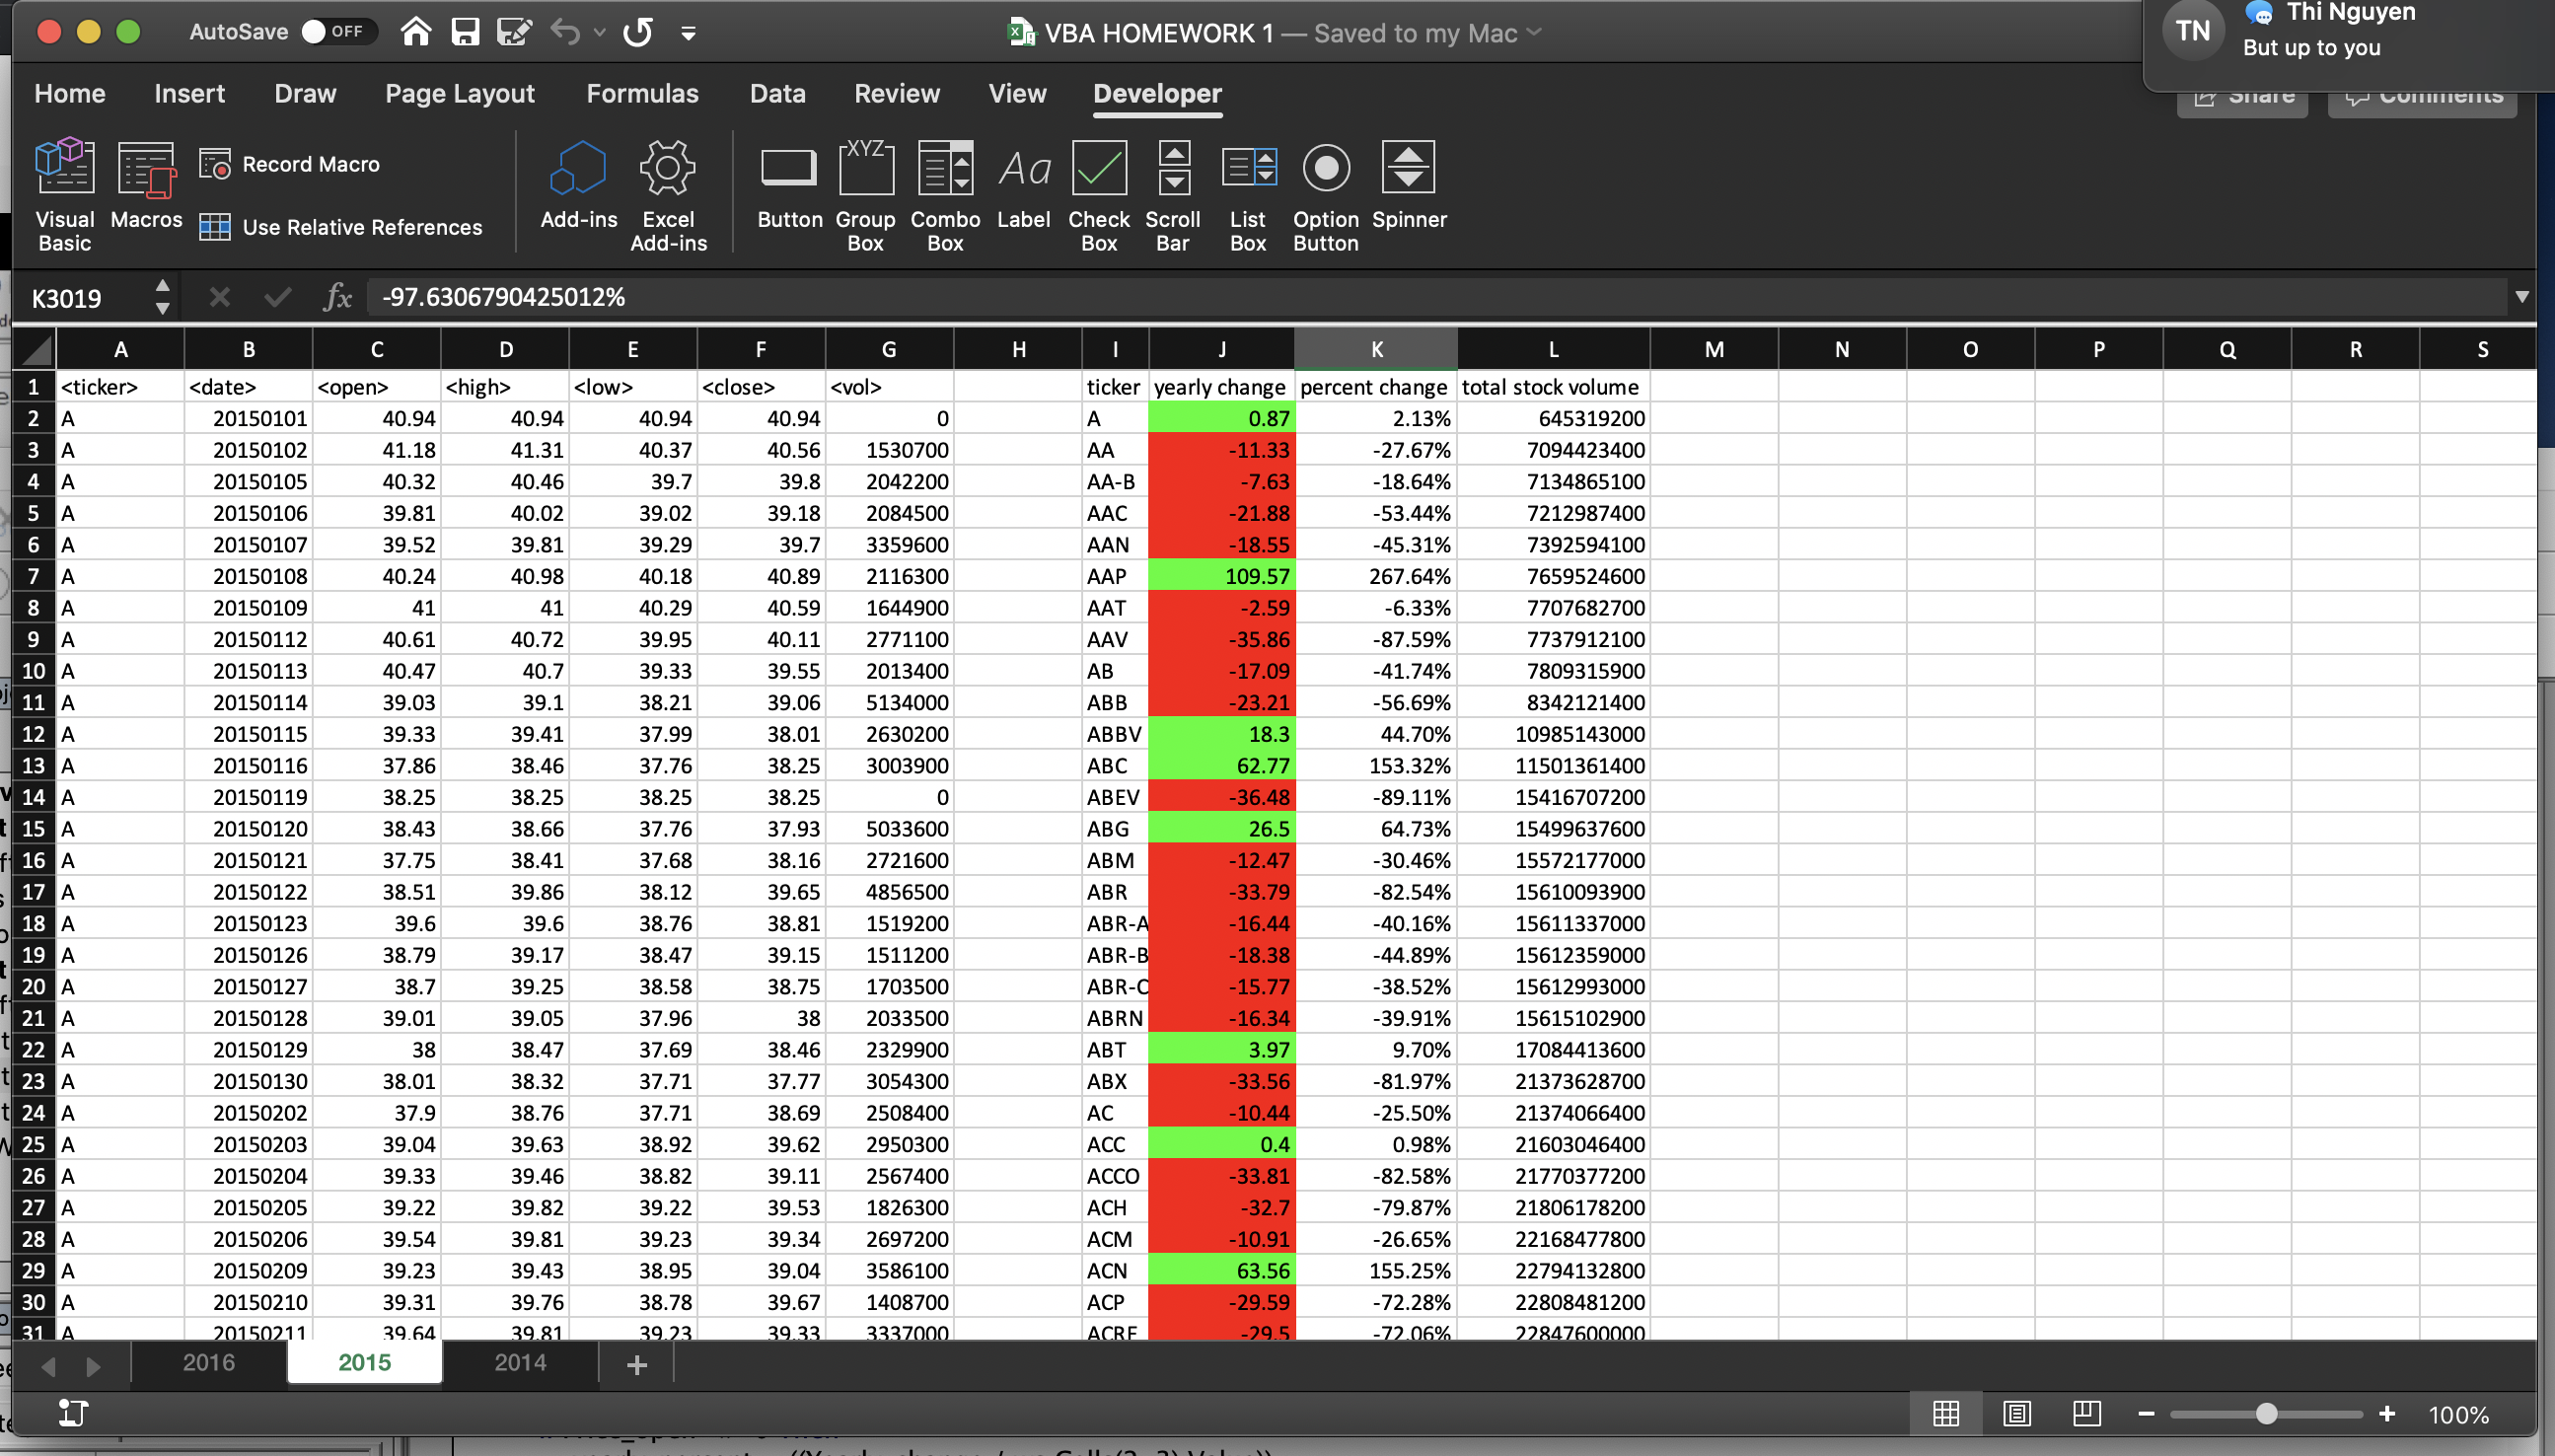 AutoSave OFF
VBA HOMEWORK 1 — Saved to my Mac
TN Thi Nguyen
But up to you
Home Insert Draw Page Layout Formulas Data Review View Developer
Share Comments
Visual Basic
Macros
Record Macro
Use Relative References
Add-ins
Excel Add-ins
Button
Group Box
Combo Box
Label
Check Box
Scroll Bar
List Box
Option Button
Spinner
XYZ
Aa
K3019 fx -97.6306790425012%
A B C D E F G H I J K L M N O P Q R S
1 <ticker> <date> <open> <high> <low> <close> <vol> ticker yearly change percent change total stock volume
2 A 20150101 40.94 40.94 40.94 40.94 0 A 0.87 2.13% 645319200
3 A 20150102 41.18 41.31 40.37 40.56 1530700 AA -11.33 -27.67% 7094423400
4 A 20150105 40.32 40.46 39.7 39.8 2042200 AA-B -7.63 -18.64% 7134865100
5 A 20150106 39.81 40.02 39.02 39.18 2084500 AAC -21.88 -53.44% 7212987400
6 A 20150107 39.52 39.81 39.29 39.7 3359600 AAN -18.55 -45.31% 7392594100
7 A 20150108 40.24 40.98 40.18 40.89 2116300 AAP 109.57 267.64% 7659524600
8 A 20150109 41 41 40.29 40.59 1644900 AAT -2.59 -6.33% 7707682700
9 A 20150112 40.61 40.72 39.95 40.11 2771100 AAV -35.86 -87.59% 7737912100
10 A 20150113 40.47 40.7 39.33 39.55 2013400 AB -17.09 -41.74% 7809315900
11 A 20150114 39.03 39.1 38.21 39.06 5134000 ABB -23.21 -56.69% 8342121400
12 A 20150115 39.33 39.41 37.99 38.01 2630200 ABBV 18.3 44.70% 10985143000
13 A 20150116 37.86 38.46 37.76 38.25 3003900 ABC 62.77 153.32% 11501361400
14 A 20150119 38.25 38.25 38.25 38.25 0 ABEV -36.48 -89.11% 15416707200
15 A 20150120 38.43 38.66 37.76 37.93 5033600 ABG 26.5 64.73% 15499637600
16 A 20150121 37.75 38.41 37.68 38.16 2721600 ABM -12.47 -30.46% 15572177000
17 A 20150122 38.51 39.86 38.12 39.65 4856500 ABR -33.79 -82.54% 15610093900
18 A 20150123 39.6 39.6 38.76 38.81 1519200 ABR-A -16.44 -40.16% 15611337000
19 A 20150126 38.79 39.17 38.47 39.15 1511200 ABR-B -18.38 -44.89% 15612359000
20 A 20150127 38.7 39.25 38.58 38.75 1703500 ABR-C -15.77 -38.52% 15612993000
21 A 20150128 39.01 39.05 37.96 38 2033500 ABRN -16.34 -39.91% 15615102900
22 A 20150129 38 38.47 37.69 38.46 2329900 ABT 3.97 9.70% 17084413600
23 A 20150130 38.01 38.32 37.71 37.77 3054300 ABX -33.56 -81.97% 21373628700
24 A 20150202 37.9 38.76 37.71 38.69 2508400 AC -10.44 -25.50% 21374066400
25 A 20150203 39.04 39.63 38.92 39.62 2950300 ACC 0.4 0.98% 21603046400
26 A 20150204 39.33 39.46 38.82 39.11 2567400 ACCO -33.81 -82.58% 21770377200
27 A 20150205 39.22 39.82 39.22 39.53 1826300 ACH -32.7 -79.87% 21806178200
28 A 20150206 39.54 39.81 39.23 39.34 2697200 ACM -10.91 -26.65% 22168477800
29 A 20150209 39.23 39.43 38.95 39.04 3586100 ACN 63.56 155.25% 22794132800
30 A 20150210 39.31 39.76 38.78 39.67 1408700 ACP -29.59 -72.28% 22808481200
31 A 20150211 39.64 39.81 39.23 39.33 3337000 ACRE -29.5 -72.06% 22847600000
2016 2015 2014 +
100%